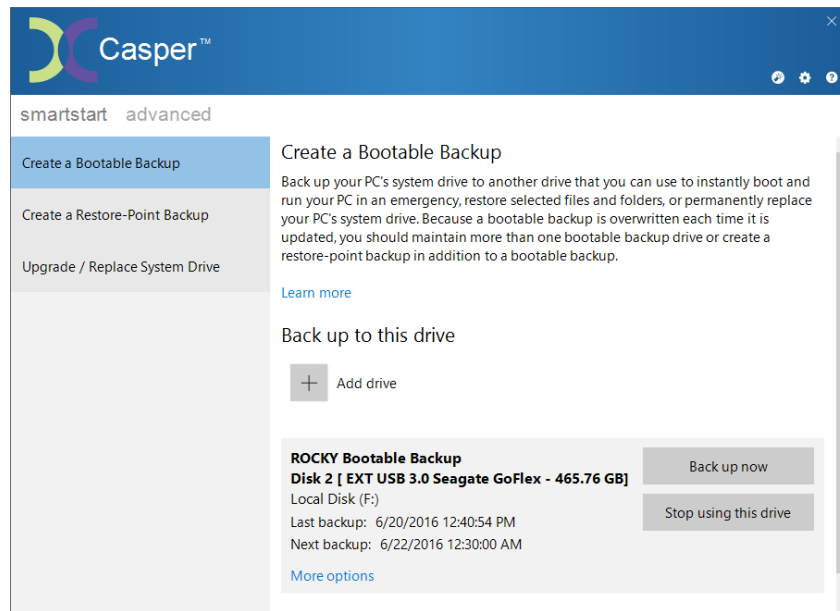 Casper™
smartstart advanced
Create a Bootable Backup
Create a Restore-Point Backup
Upgrade / Replace System Drive
Create a Bootable Backup
Back up your PC's system drive to another drive that you can use to instantly boot and
run your PC in an emergency, restore selected files and folders, or permanently replace
your PC's system drive. Because a bootable backup is overwritten each time it is
updated, you should maintain more than one bootable backup drive or create a
restore-point backup in addition to a bootable backup.
Learn more
Back up to this drive
Add drive
ROCKY Bootable Backup
Disk 2 [ EXT USB 3.0 Seagate GoFlex - 465.76 GB]
Local Disk (F:)
Last backup: 6/20/2016 12:40:54 PM
Next backup: 6/22/2016 12:30:00 AM
More options
Back up now
Stop using this drive